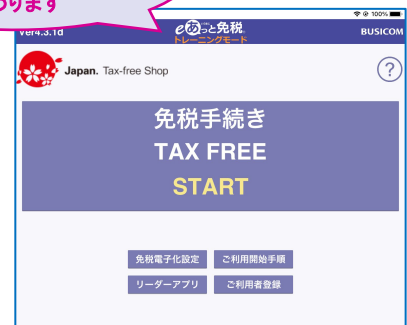 わります
100%
Ver4.3.1d
eあっと免税
トレーニングモード
BUSICOM
Japan. Tax-free Shop
?
免税手続き
TAX FREE
START
免税電子化設定
ご利用開始手順
リーダーアプリ
ご利用者登録